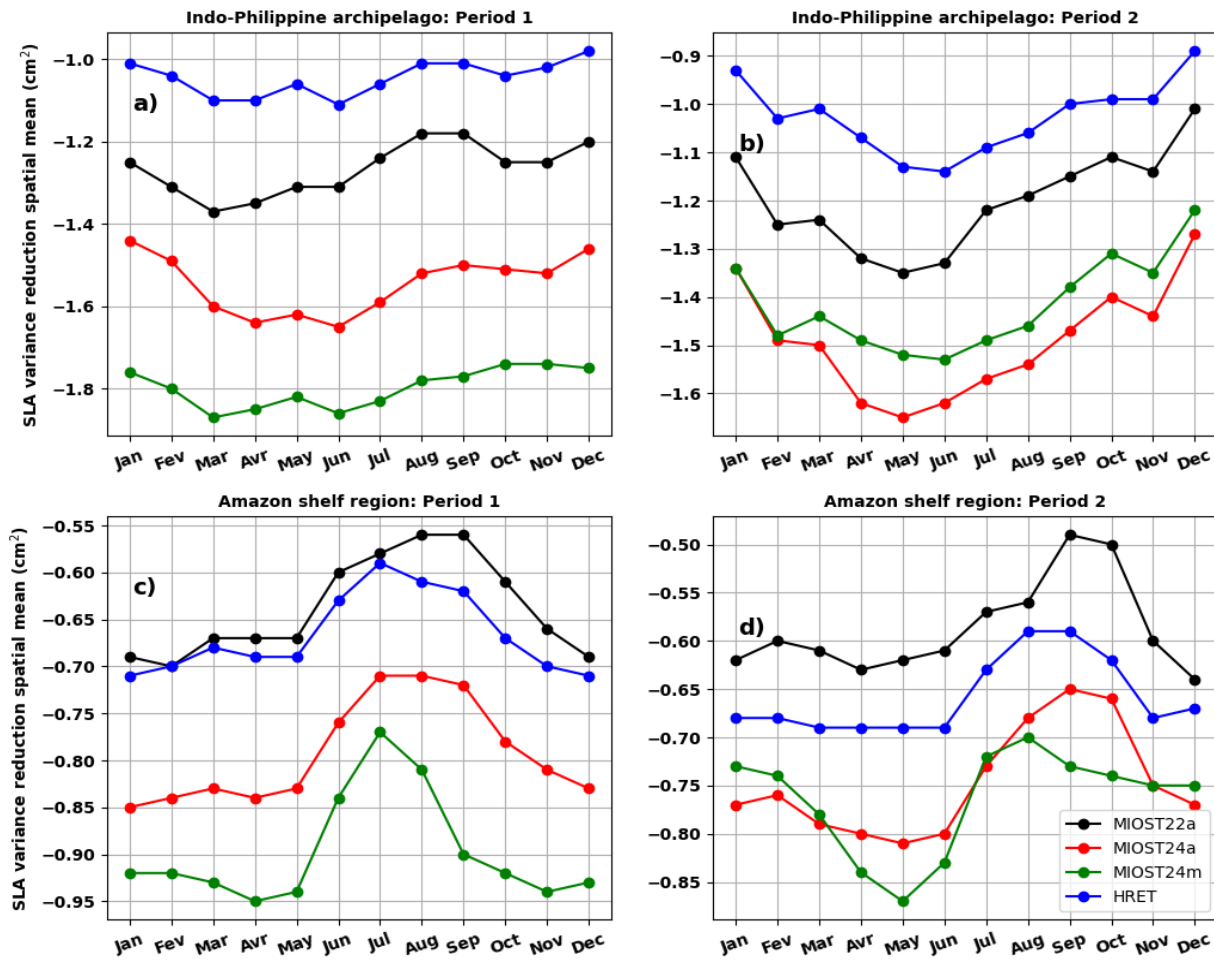 Indo-Philippine archipelago: Period 1
SLA variance reduction spatial mean (cm²)
−1.0
−1.2
−1.4
−1.6
−1.8
a)
Jan Fev Mar Avr May Jun Jul Aug Sep Oct Nov Dec
Indo-Philippine archipelago: Period 2
−0.9
−1.0
−1.1
−1.2
−1.3
−1.4
−1.5
−1.6
b)
Jan Fev Mar Avr May Jun Jul Aug Sep Oct Nov Dec
Amazon shelf region: Period 1
SLA variance reduction spatial mean (cm²)
−0.55
−0.60
−0.65
−0.70
−0.75
−0.80
−0.85
−0.90
−0.95
c)
Jan Fev Mar Avr May Jun Jul Aug Sep Oct Nov Dec
Amazon shelf region: Period 2
−0.50
−0.55
−0.60
−0.65
−0.70
−0.75
−0.80
−0.85
d)
MIOST22a
MIOST24a
MIOST24m
HRET
Jan Fev Mar Avr May Jun Jul Aug Sep Oct Nov Dec